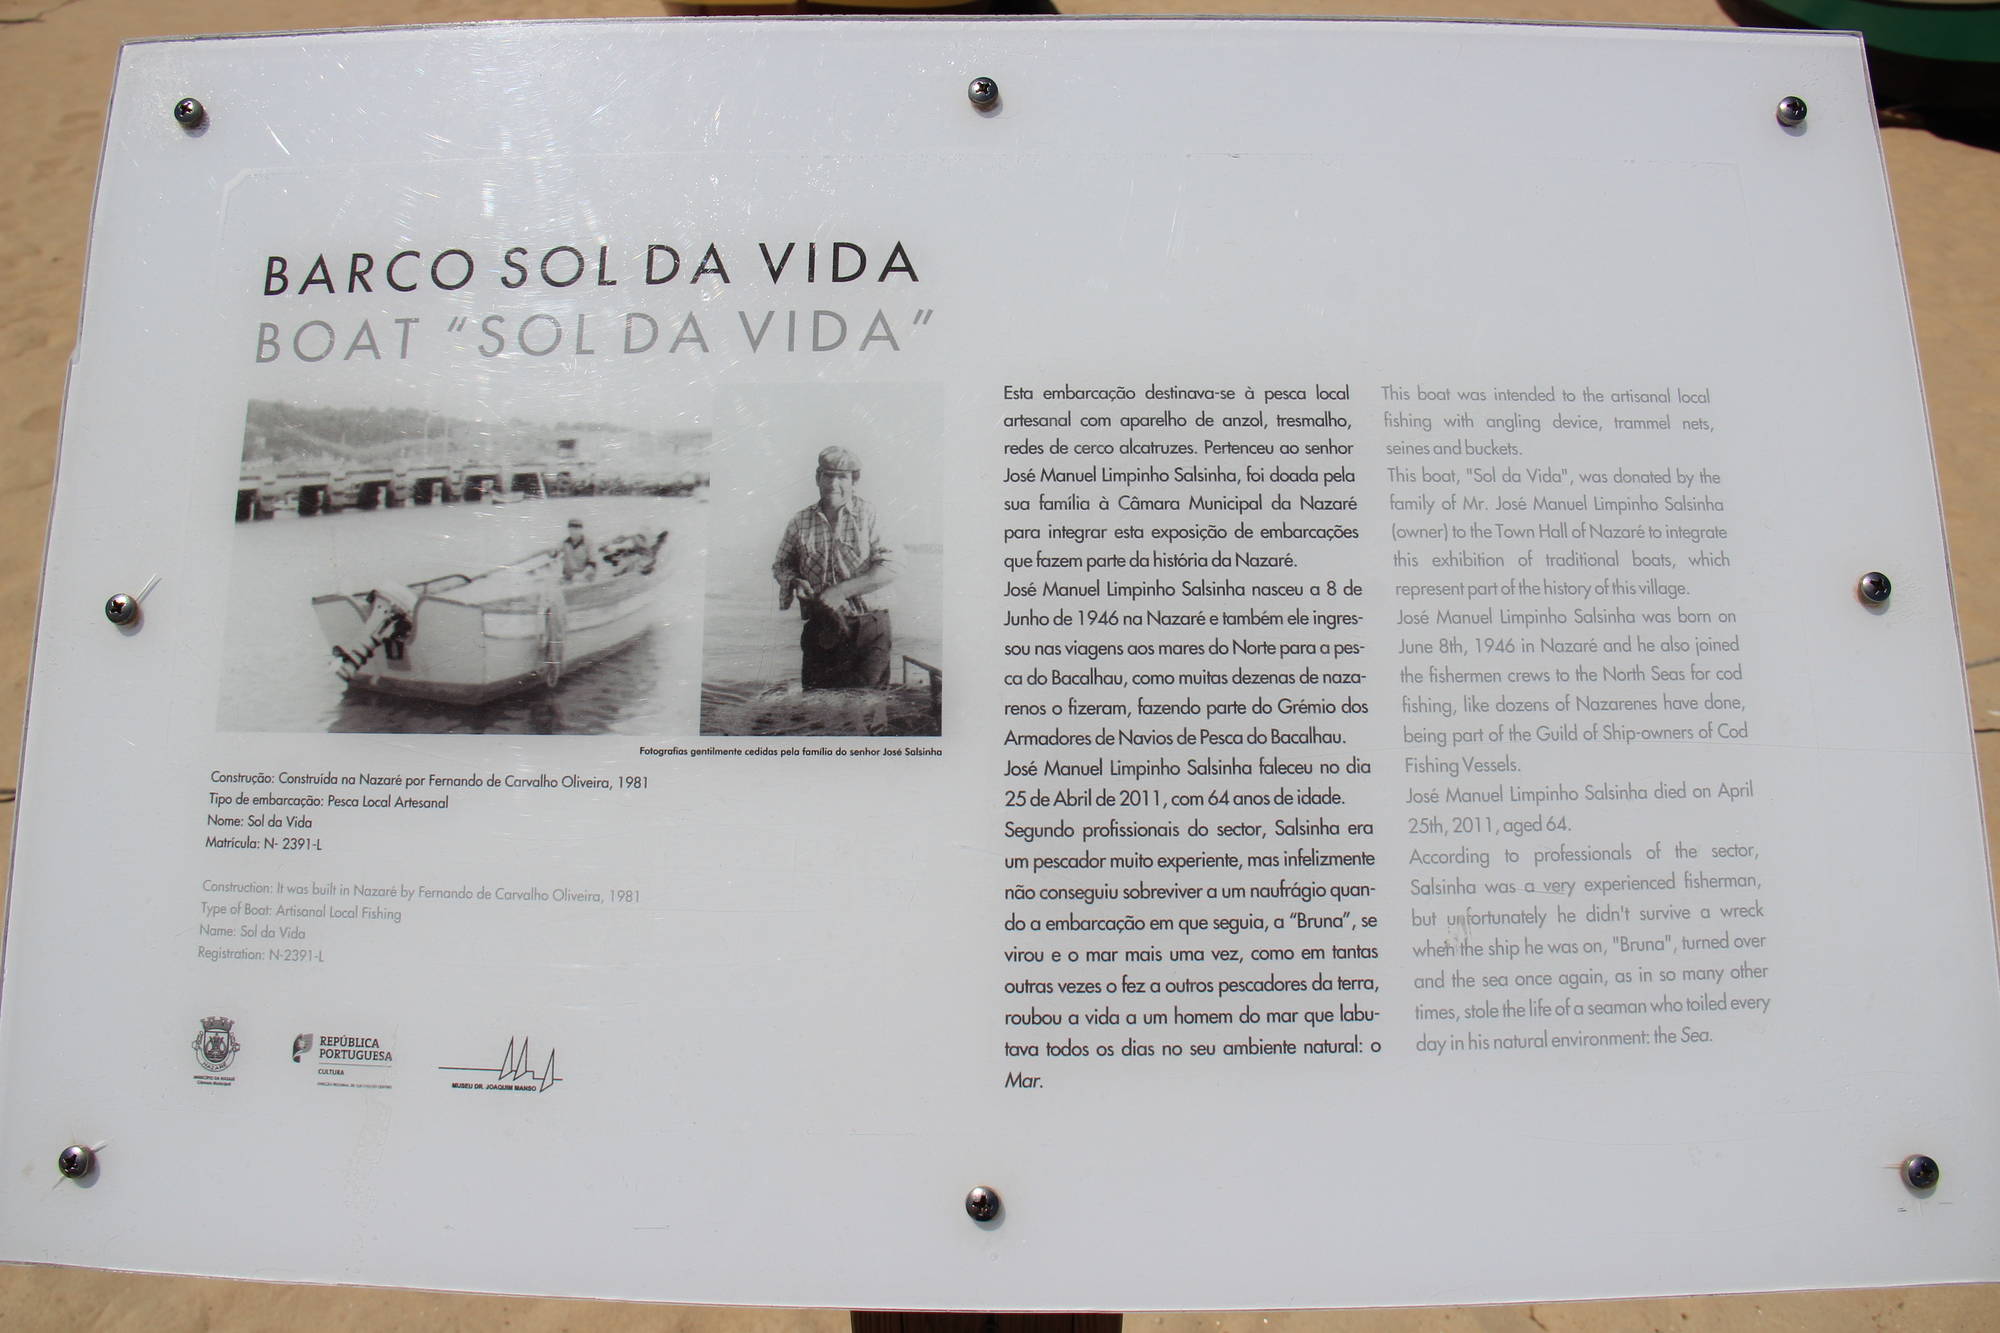 BARCO SOL DA VIDA
BOAT "SOL DA VIDA"
Fotografias gentilmente cedidas pela família do senhor José Salsinha
Construção: Construída na Nazaré por Fernando de Carvalho Oliveira, 1981
Tipo de embarcação: Pesca Local Artesanal
Nome: Sol da Vida
Matrícula: N- 2391-L
Construction: It was built in Nazaré by Fernando de Carvalho Oliveira, 1981
Type of Boat: Artisanal Local Fishing
Name: Sol da Vida
Registration: N-2391-L
NAZARÉ
MUNICÍPIO DA NAZARÉ
Câmara Municipal
REPÚBLICA
PORTUGUESA
CULTURA
MUSEU DR. JOAQUIM MANSO
Esta embarcação destinava-se à pesca local
artesanal com aparelho de anzol, tresmalho,
redes de cerco alcatruzes. Pertenceu ao senhor
José Manuel Limpinho Salsinha, foi doada pela
sua família à Câmara Municipal da Nazaré
para integrar esta exposição de embarcações
que fazem parte da história da Nazaré.
José Manuel Limpinho Salsinha nasceu a 8 de
Junho de 1946 na Nazaré e também ele ingres-
sou nas viagens aos mares do Norte para a pes-
ca do Bacalhau, como muitas dezenas de naza-
renos o fizeram, fazendo parte do Grémio dos
Armadores de Navios de Pesca do Bacalhau.
José Manuel Limpinho Salsinha faleceu no dia
25 de Abril de 2011, com 64 anos de idade.
Segundo profissionais do sector, Salsinha era
um pescador muito experiente, mas infelizmente
não conseguiu sobreviver a um naufrágio quan-
do a embarcação em que seguia, a "Bruna", se
virou e o mar mais uma vez, como em tantas
outras vezes o fez a outros pescadores da terra,
roubou a vida a um homem do mar que labu-
tava todos os dias no seu ambiente natural: o
Mar.
This boat was intended to the artisanal local
fishing with angling device, trammel nets,
seines and buckets.
This boat, "Sol da Vida", was donated by the
family of Mr. José Manuel Limpinho Salsinha
(owner) to the Town Hall of Nazaré to integrate
this exhibition of traditional boats, which
represent part of the history of this village.
José Manuel Limpinho Salsinha was born on
June 8th, 1946 in Nazaré and he also joined
the fishermen crews to the North Seas for cod
fishing, like dozens of Nazarenes have done,
being part of the Guild of Ship-owners of Cod
Fishing Vessels.
José Manuel Limpinho Salsinha died on April
25th, 2011, aged 64.
According to professionals of the sector,
Salsinha was a very experienced fisherman,
but unfortunately he didn't survive a wreck
when the ship he was on, "Bruna", turned over
and the sea once again, as in so many other
times, stole the life of a seaman who toiled every
day in his natural environment: the Sea.